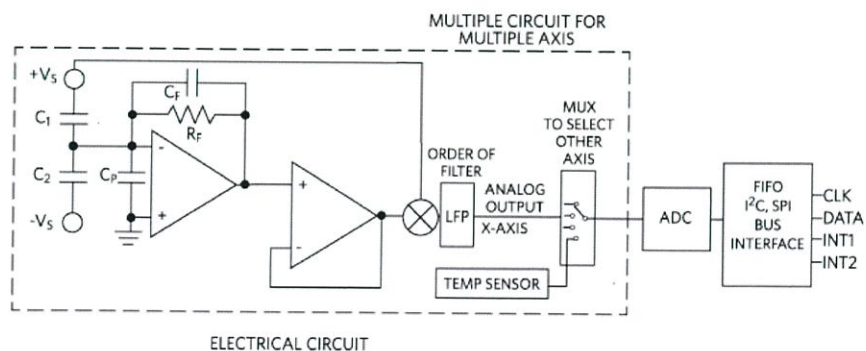 MULTIPLE CIRCUIT FOR
MULTIPLE AXIS
+VS
C1
C2
-VS
CF
RF
CP
-
+
+
-
ORDER OF
FILTER
LFP
ANALOG
OUTPUT
X-AXIS
MUX
TO SELECT
OTHER
AXIS
TEMP SENSOR
ADC
FIFO
I²C, SPI
BUS
INTERFACE
CLK
DATA
INT1
INT2
ELECTRICAL CIRCUIT